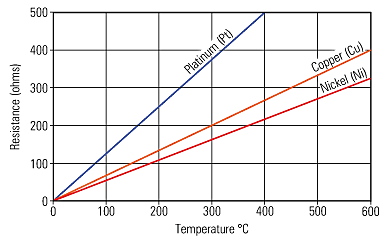 500
400
300
200
100
0
Resistance (ohms)
Platinum (Pt)
Copper (Cu)
Nickel (Ni)
0 100 200 300 400 500 600
Temperature °C